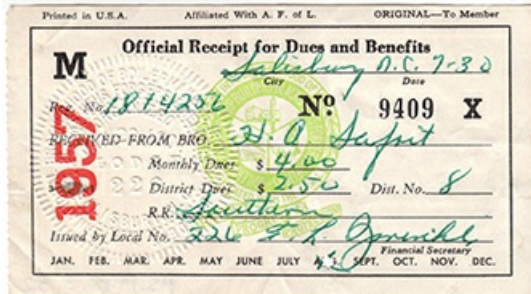 Printed in U.S.A. Affiliated With A. F. of L. ORIGINAL—To Member
Official Receipt for Dues and Benefits
M Salisbury N.C. 7-30
City Date
Reg. No. 1814256 No. 9409 X
RECEIVED FROM BRO. H. A. Safrit
Monthly Dues $ 4.00
1957
District Dues $ 2.50 Dist. No. 8
R.R. Southern
Issued by Local No. 226 F. L.
Financial Secretary
JAN. FEB. MAR. APR. MAY JUNE JULY SEPT. OCT. NOV. DEC.